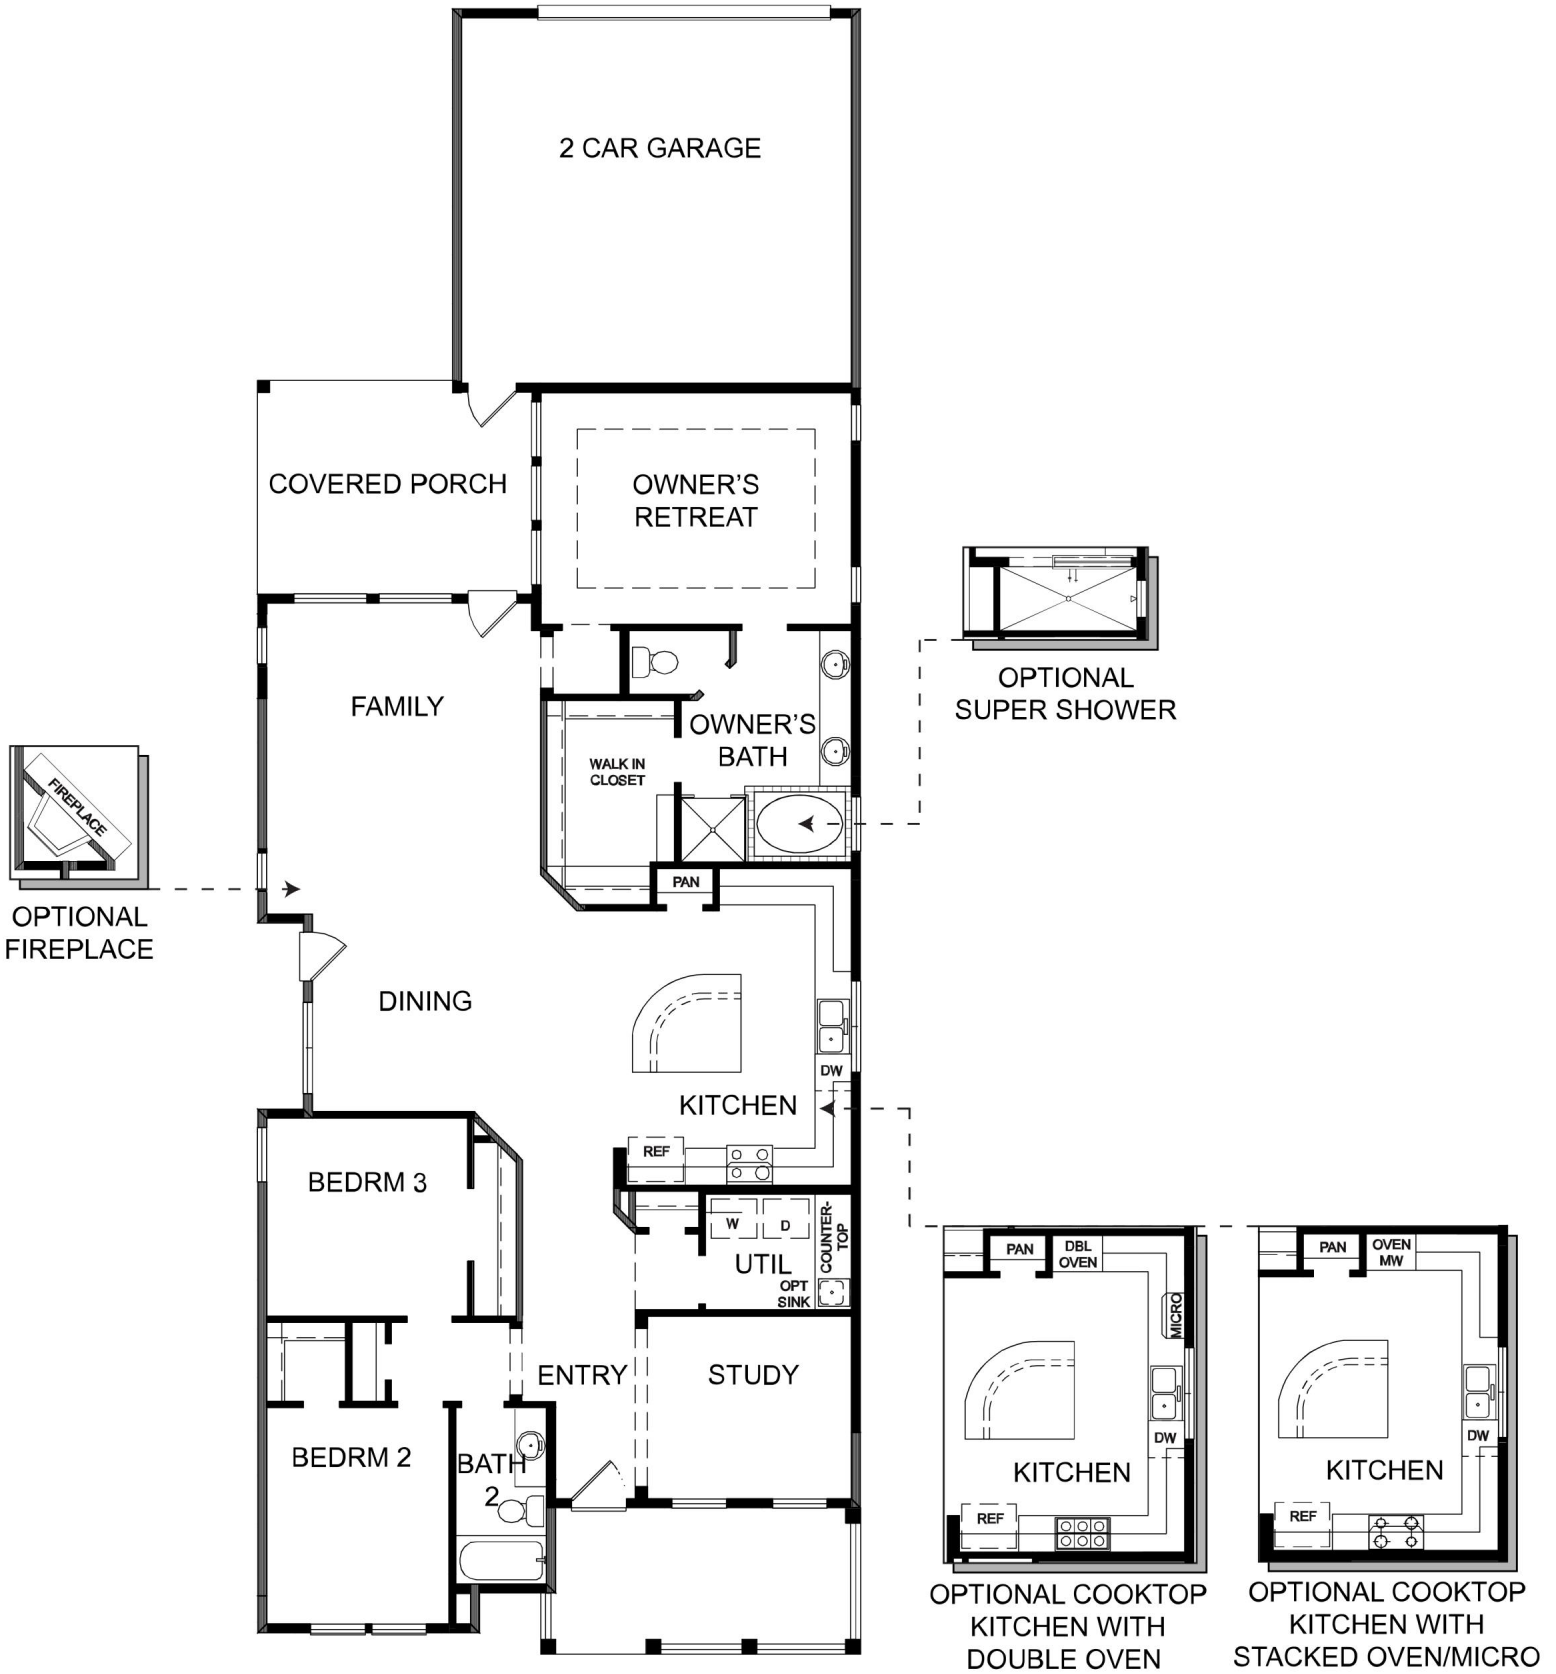 2 CAR GARAGE
COVERED PORCH
OWNER'S
RETREAT
OPTIONAL
SUPER SHOWER
FAMILY
OWNER'S
BATH
WALK IN
CLOSET
FIREPLACE
OPTIONAL
FIREPLACE
PAN
DINING
DW
KITCHEN
REF
BEDRM 3
W
D
COUNTER-
TOP
UTIL
OPT
SINK
ENTRY
STUDY
BEDRM 2
BATH
2
PAN
DBL
OVEN
MICRO
DW
KITCHEN
REF
OPTIONAL COOKTOP
KITCHEN WITH
DOUBLE OVEN
PAN
OVEN
MW
DW
KITCHEN
REF
OPTIONAL COOKTOP
KITCHEN WITH
STACKED OVEN/MICRO